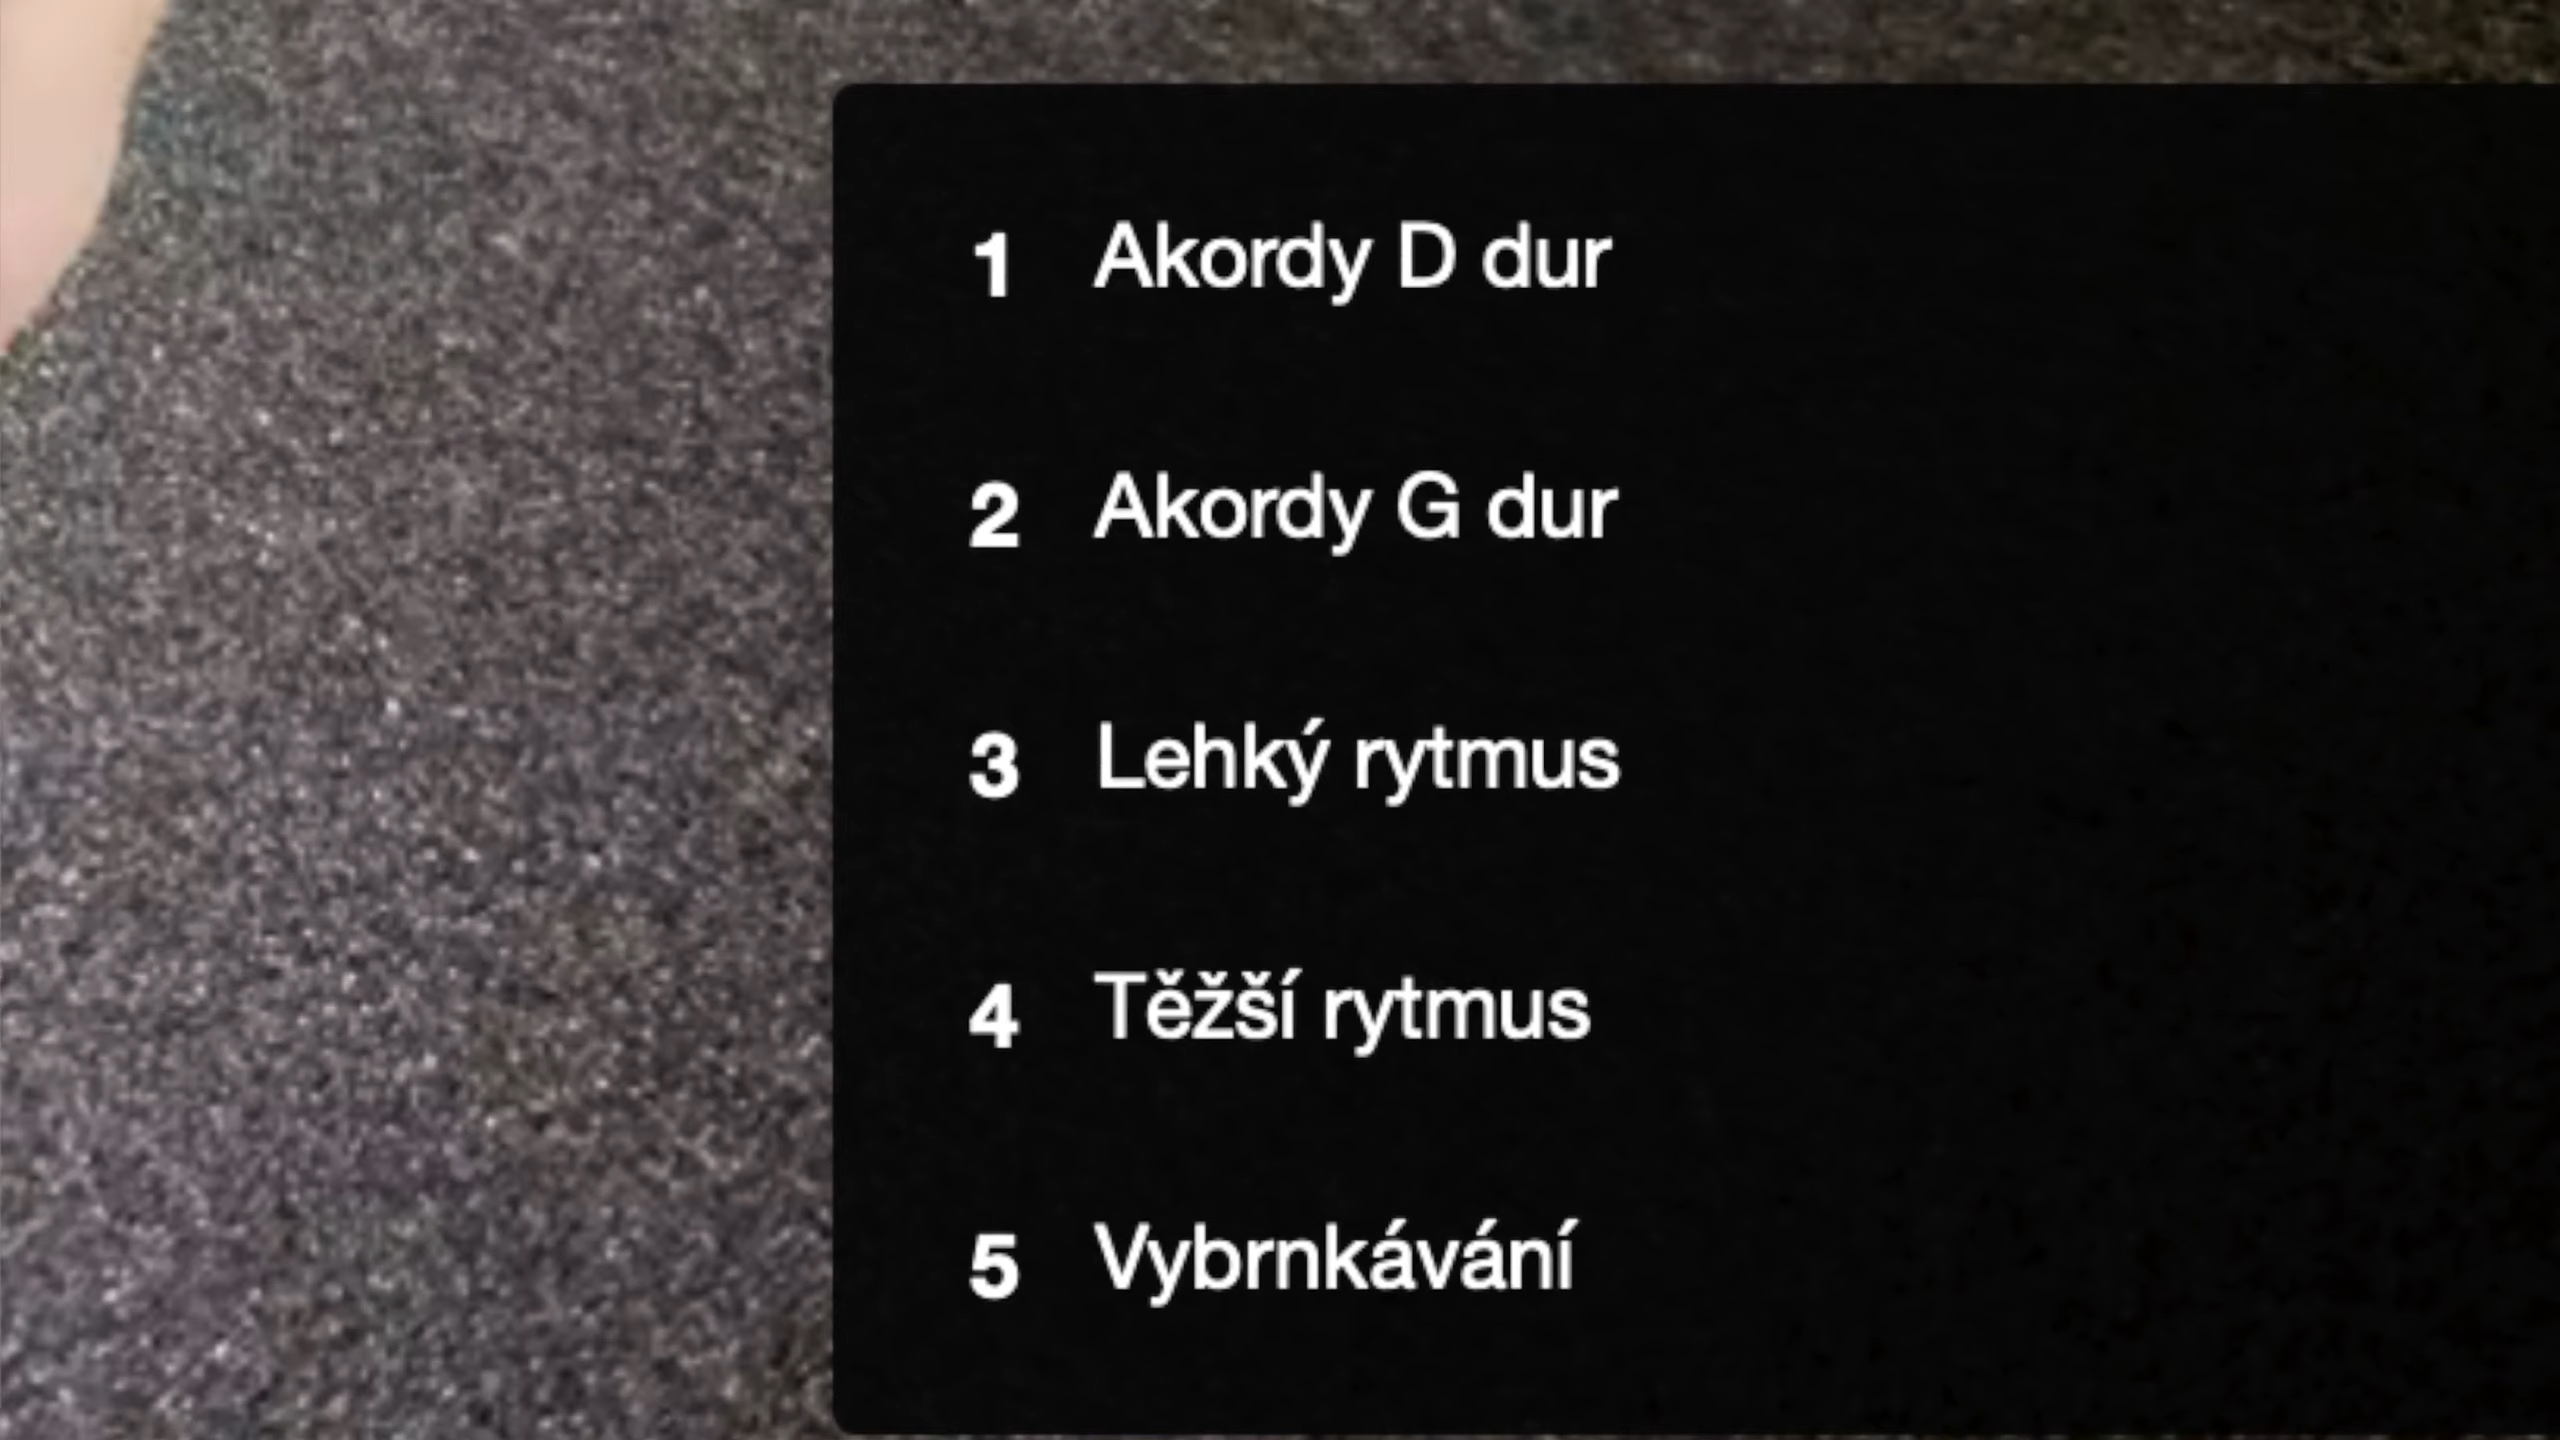 1 Akordy D dur
2 Akordy G dur
3 Lehký rytmus
4 Těžší rytmus
5 Vybrnkávání